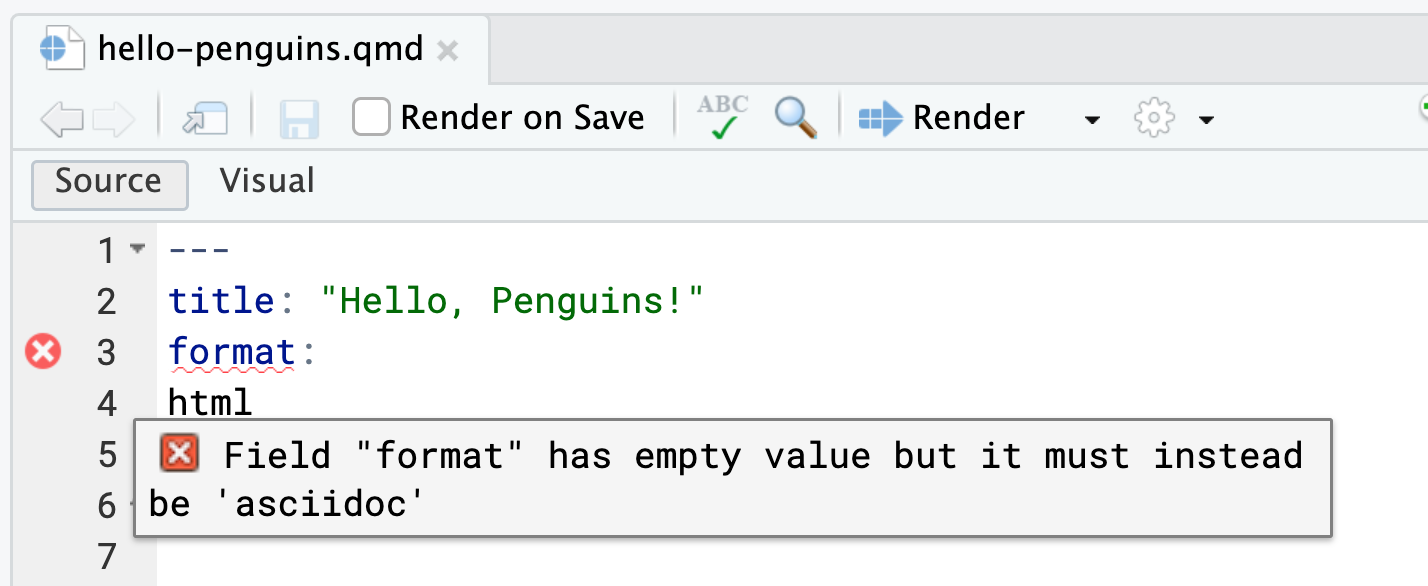 hello-penguins.qmd
Render on Save ABC Render
Source Visual
1 ---
2 title: "Hello, Penguins!"
3 format:
4 html
5 Field "format" has empty value but it must instead
6 be 'asciidoc'
7